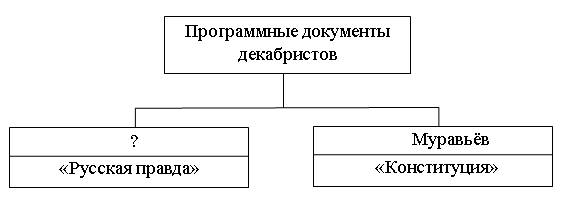 Программные документы
декабристов
?
«Русская правда»
Муравьёв
«Конституция»